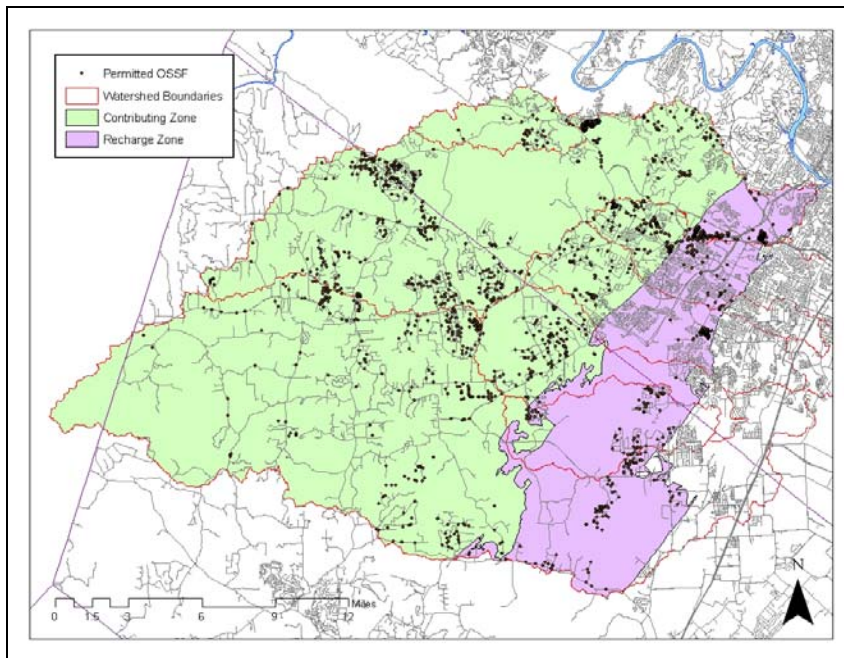 Permitted OSSF
Watershed Boundaries
Contributing Zone
Recharge Zone
N
Miles
0 1.5 3 6 9 12